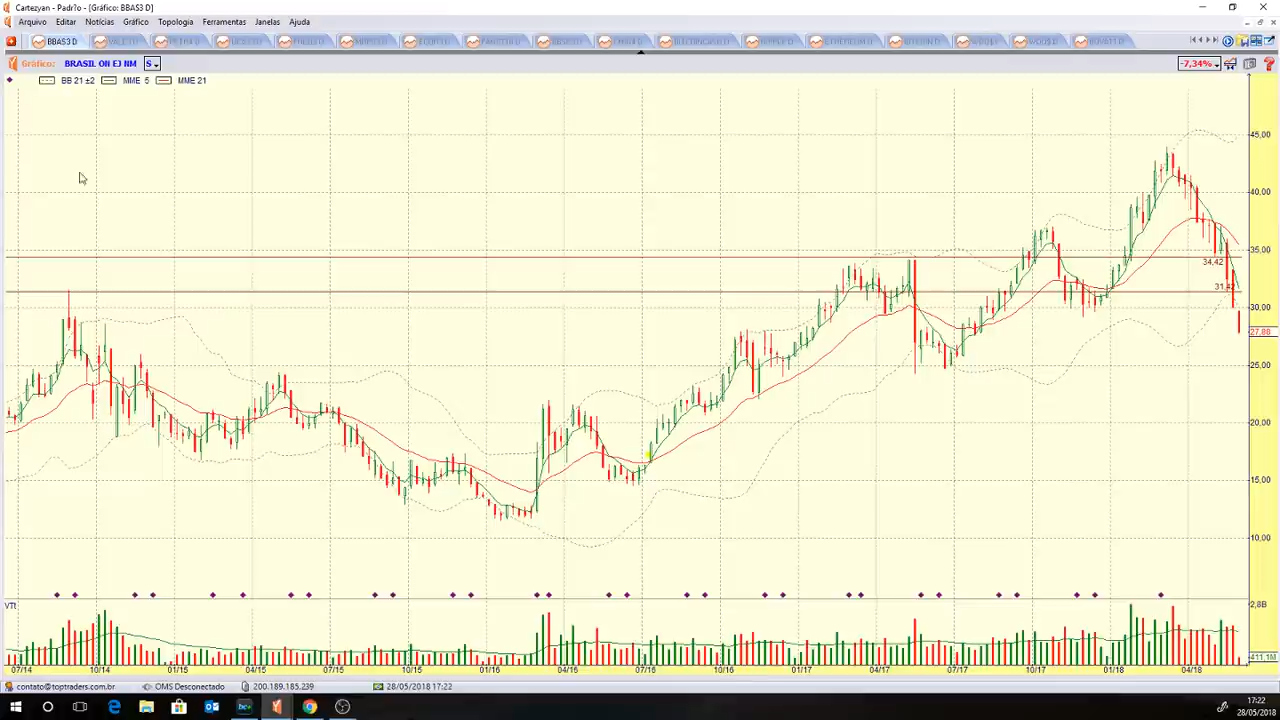 Cartezyan - Padr?o - [Gráfico: BBAS3 D]
Arquivo Editar Notícias Gráfico Topologia Ferramentas Janelas Ajuda
BBAS3 D
Gráfico: BRASIL ON EJ NM S
-7,34%
BB 21 ±2 MME 5 MME 21
45,00
40,00
35,00
34,42
31,42
30,00
27,88
25,00
20,00
15,00
10,00
VTt
2,8B
411,1M
07/14 10/14 01/15 04/15 07/15 10/15 01/16 04/16 07/16 10/16 01/17 04/17 07/17 10/17 01/18 04/18
contato@toptraders.com.br OMS Desconectado 200.189.185.239 28/05/2018 17:22
17:22
28/05/2018